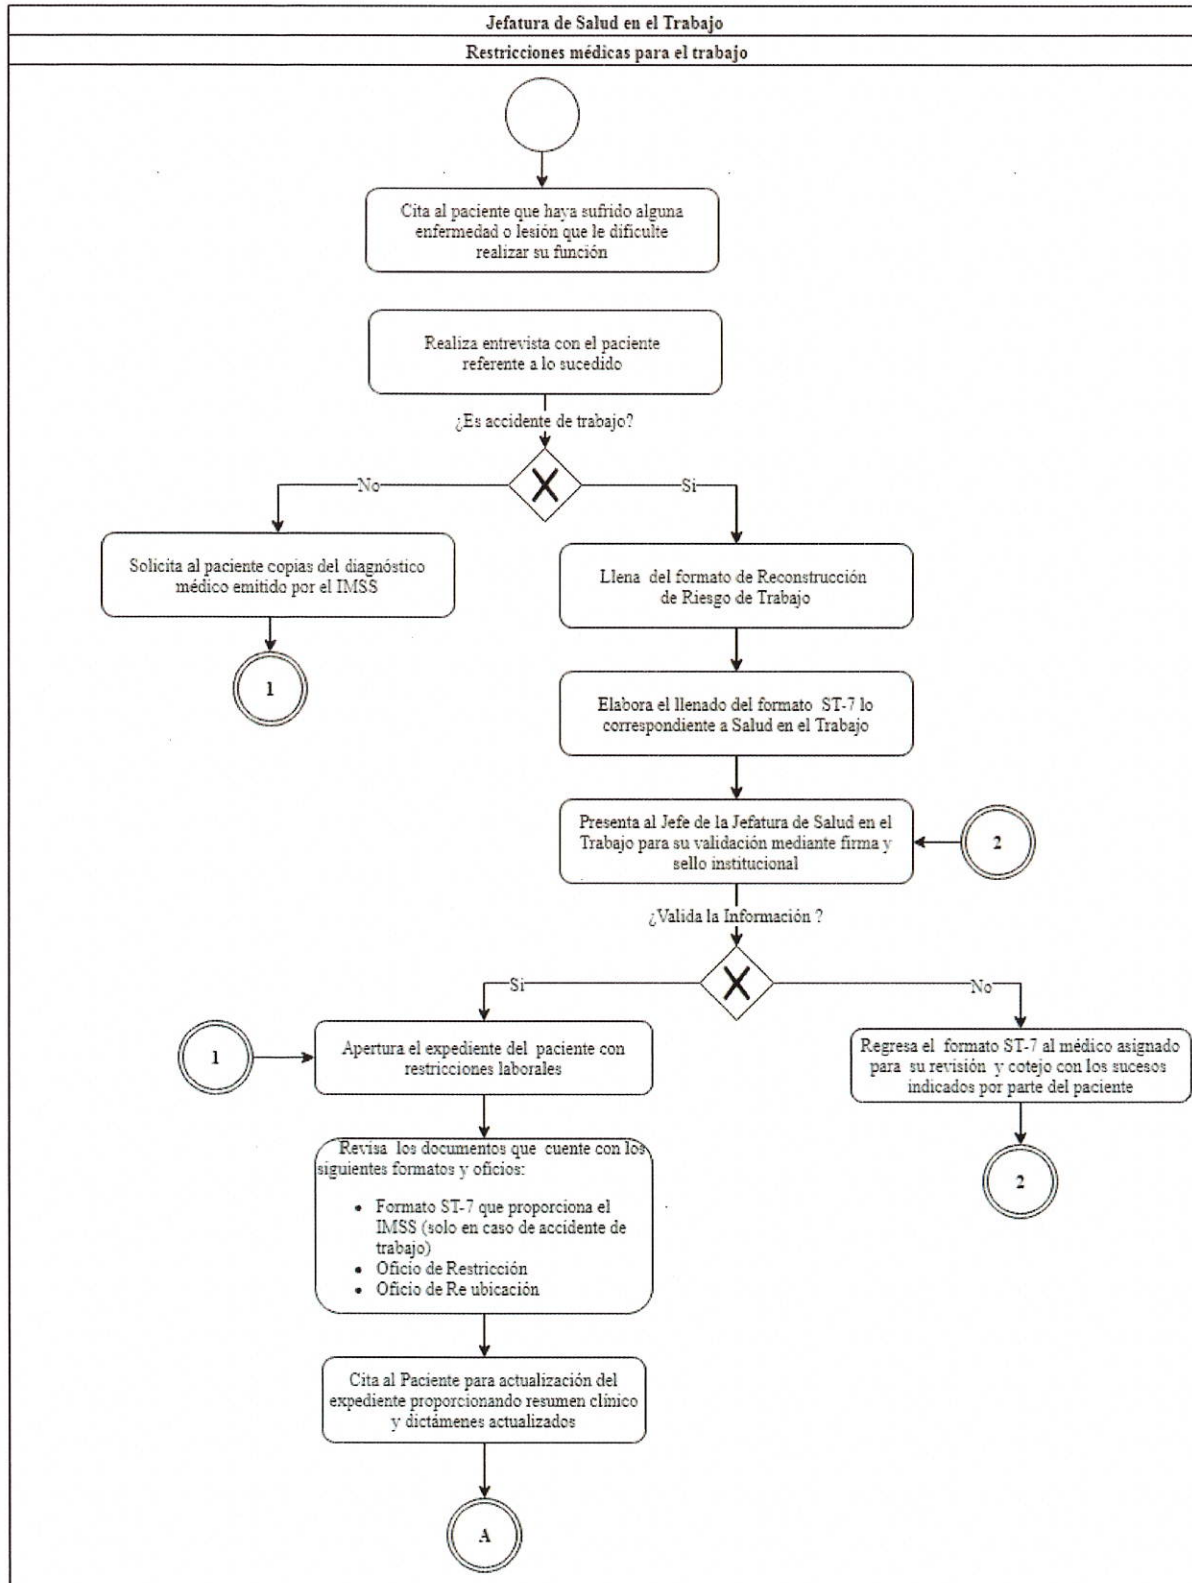 Jefatura de Salud en el Trabajo
Restricciones médicas para el trabajo
Cita al paciente que haya sufrido alguna
enfermedad o lesión que le dificulte
realizar su función
Realiza entrevista con el paciente
referente a lo sucedido
¿Es accidente de trabajo?
No
Si
Solicita al paciente copias del diagnóstico
médico emitido por el IMSS
1
Llena del formato de Reconstrucción
de Riesgo de Trabajo
Elabora el llenado del formato ST-7 lo
correspondiente a Salud en el Trabajo
Presenta al Jefe de la Jefatura de Salud en el
Trabajo para su validación mediante firma y
sello institucional
2
¿Valida la Información ?
Si
No
1
Apertura el expediente del paciente con
restricciones laborales
Regresa el formato ST-7 al médico asignado
para su revisión y cotejo con los sucesos
indicados por parte del paciente
2
Revisa los documentos que cuente con los
siguientes formatos y oficios:
• Formato ST-7 que proporciona el
IMSS (solo en caso de accidente de
trabajo)
• Oficio de Restricción
• Oficio de Re ubicación
Cita al Paciente para actualización del
expediente proporcionando resumen clínico
y dictámenes actualizados
A